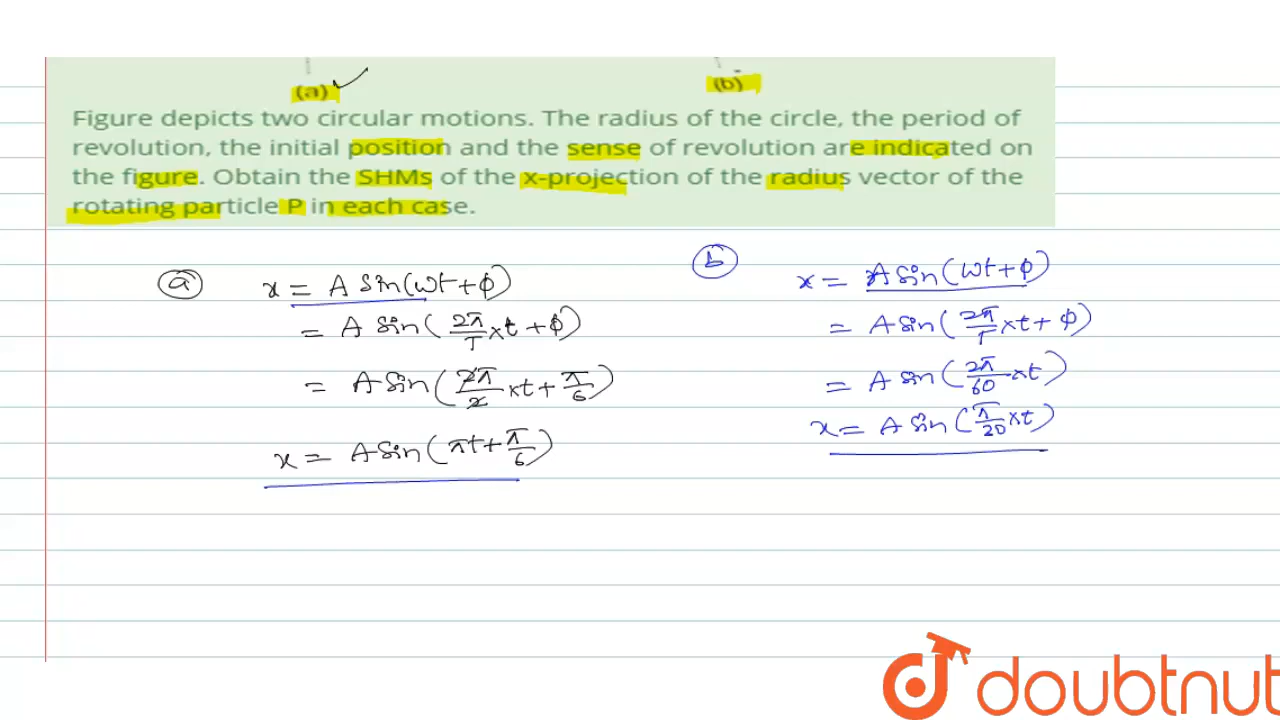 (a)
(b)
Figure depicts two circular motions. The radius of the circle, the period of
revolution, the initial position and the sense of revolution are indicated on
the figure. Obtain the SHMs of the x-projection of the radius vector of the
rotating particle P in each case.
ⓐ
x = A sin(ωt + φ)
= A sin(2π/T × t + φ)
= A sin(2π/2 × t + π/6)
x = A sin(πt + π/6)
ⓑ
x = A sin(ωt + φ)
= A sin(2π/T × t + φ)
= A sin(2π/60 × t)
x = A sin(π/20 × t)
doubtnut